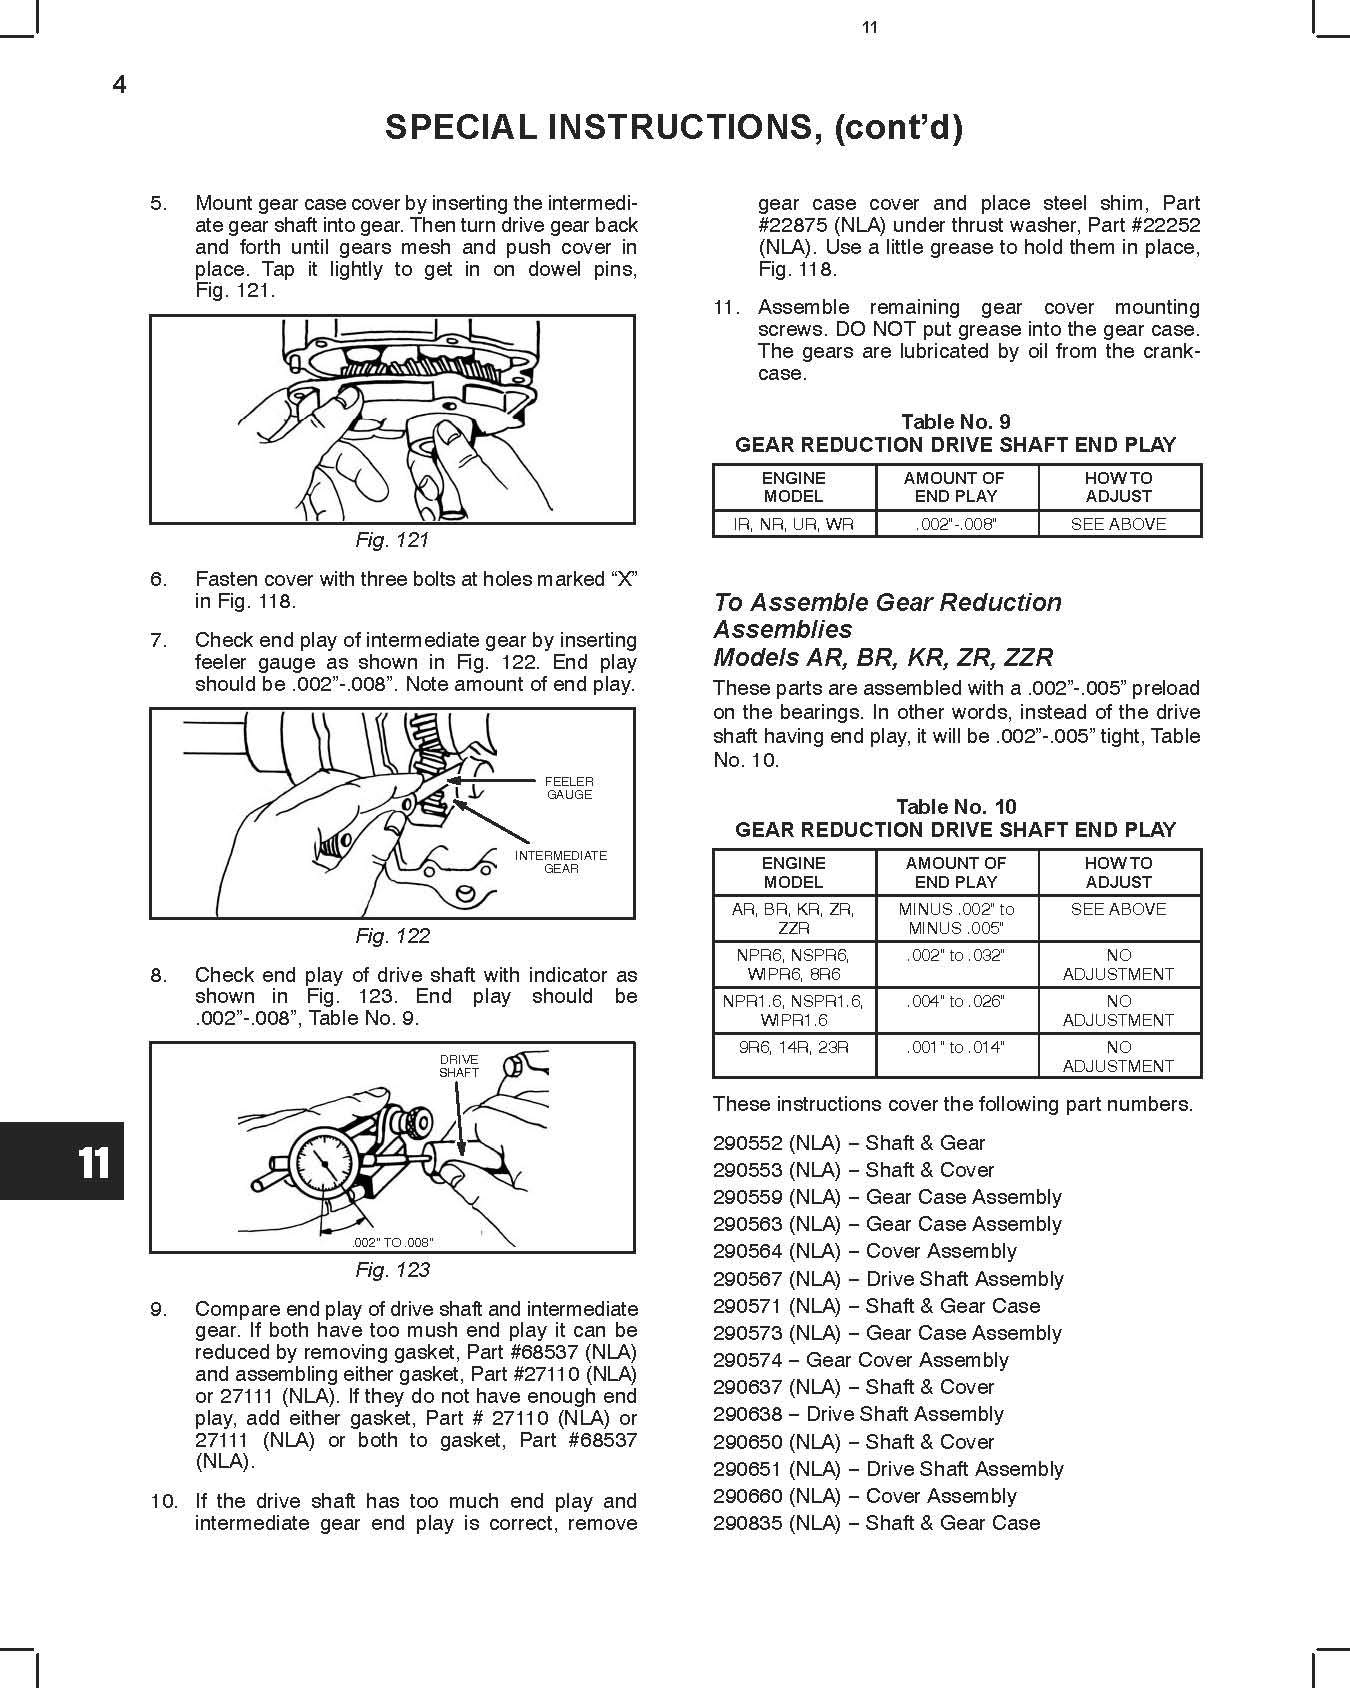 11
4
SPECIAL INSTRUCTIONS, (cont’d)
5. Mount gear case cover by inserting the intermedi-
ate gear shaft into gear. Then turn drive gear back
and forth until gears mesh and push cover in
place. Tap it lightly to get in on dowel pins,
Fig. 121.
Fig. 121
6. Fasten cover with three bolts at holes marked “X”
in Fig. 118.
7. Check end play of intermediate gear by inserting
feeler gauge as shown in Fig. 122. End play
should be .002”-.008”. Note amount of end play.
FEELER
GAUGE
INTERMEDIATE
GEAR
Fig. 122
8. Check end play of drive shaft with indicator as
shown in Fig. 123. End play should be
.002”-.008”, Table No. 9.
DRIVE
SHAFT
.002" TO .008"
Fig. 123
9. Compare end play of drive shaft and intermediate
gear. If both have too mush end play it can be
reduced by removing gasket, Part #68537 (NLA)
and assembling either gasket, Part #27110 (NLA)
or 27111 (NLA). If they do not have enough end
play, add either gasket, Part # 27110 (NLA) or
27111 (NLA) or both to gasket, Part #68537
(NLA).
10. If the drive shaft has too much end play and
intermediate gear end play is correct, remove
gear case cover and place steel shim, Part
#22875 (NLA) under thrust washer, Part #22252
(NLA). Use a little grease to hold them in place,
Fig. 118.
11. Assemble remaining gear cover mounting
screws. DO NOT put grease into the gear case.
The gears are lubricated by oil from the crank-
case.
Table No. 9
GEAR REDUCTION DRIVE SHAFT END PLAY
ENGINE MODEL AMOUNT OF END PLAY HOW TO ADJUST
IR, NR, UR, WR .002"-.008" SEE ABOVE
To Assemble Gear Reduction
Assemblies
Models AR, BR, KR, ZR, ZZR
These parts are assembled with a .002”-.005” preload
on the bearings. In other words, instead of the drive
shaft having end play, it will be .002”-.005” tight, Table
No. 10.
Table No. 10
GEAR REDUCTION DRIVE SHAFT END PLAY
ENGINE MODEL AMOUNT OF END PLAY HOW TO ADJUST
AR, BR, KR, ZR, ZZR MINUS .002" to MINUS .005" SEE ABOVE
NPR6, NSPR6, WIPR6, 8R6 .002" to .032" NO ADJUSTMENT
NPR1.6, NSPR1.6, WIPR1.6 .004" to .026" NO ADJUSTMENT
9R6, 14R, 23R .001" to .014" NO ADJUSTMENT
These instructions cover the following part numbers.
290552 (NLA) – Shaft & Gear
290553 (NLA) – Shaft & Cover
290559 (NLA) – Gear Case Assembly
290563 (NLA) – Gear Case Assembly
290564 (NLA) – Cover Assembly
290567 (NLA) – Drive Shaft Assembly
290571 (NLA) – Shaft & Gear Case
290573 (NLA) – Gear Case Assembly
290574 – Gear Cover Assembly
290637 (NLA) – Shaft & Cover
290638 – Drive Shaft Assembly
290650 (NLA) – Shaft & Cover
290651 (NLA) – Drive Shaft Assembly
290660 (NLA) – Cover Assembly
290835 (NLA) – Shaft & Gear Case
11